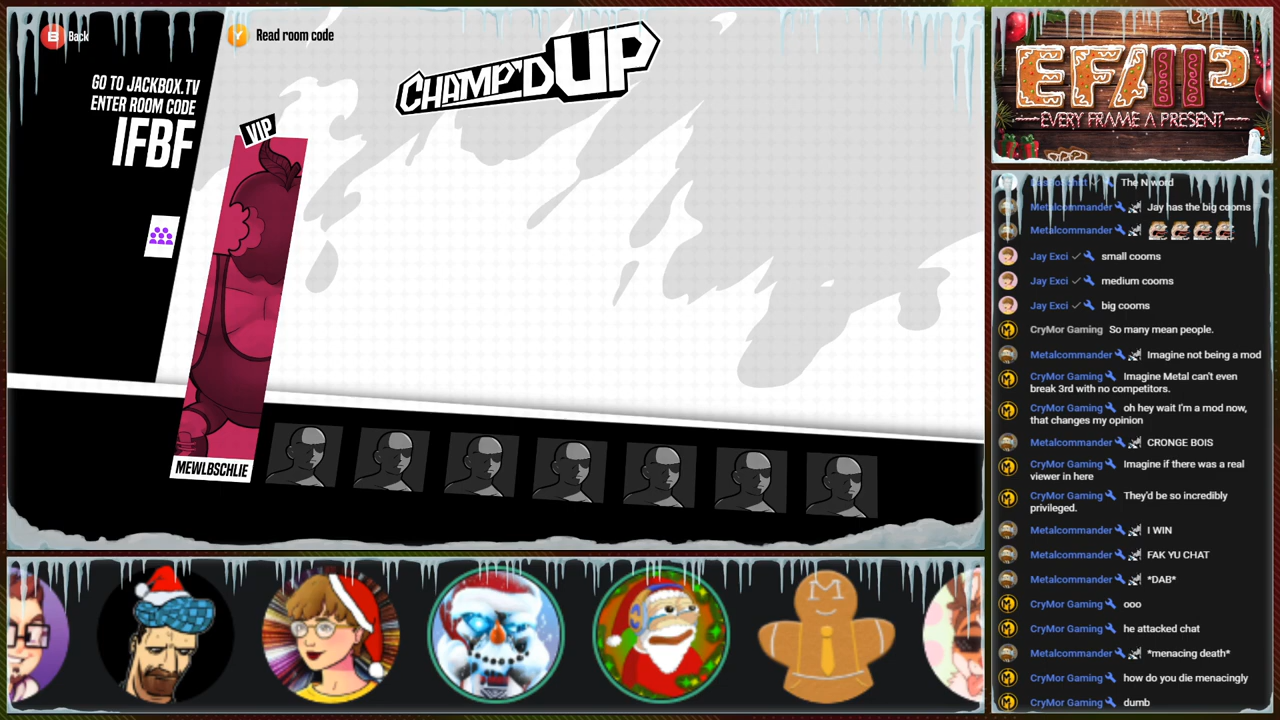 Back
Read room code
CHAMP'D UP
GO TO JACKBOX.TV
ENTER ROOM CODE
IFBF
VIP
MEWLBSCHLIE
EFAP
EVERY FRAME A PRESENT
The N word
Metalcommander Jay has the big cooms
Metalcommander
Jay Exci small cooms
Jay Exci medium cooms
Jay Exci big cooms
CryMor Gaming So many mean people.
Metalcommander Imagine not being a mod
CryMor Gaming Imagine Metal can't even
break 3rd with no competitors.
CryMor Gaming oh hey wait I'm a mod now,
that changes my opinion
Metalcommander CRONGE BOIS
CryMor Gaming Imagine if there was a real
viewer in here
CryMor Gaming They'd be so incredibly
privileged.
Metalcommander I WIN
Metalcommander FAK YU CHAT
Metalcommander *DAB*
CryMor Gaming ooo
CryMor Gaming he attacked chat
Metalcommander *menacing death*
CryMor Gaming how do you die menacingly
CryMor Gaming dumb
M